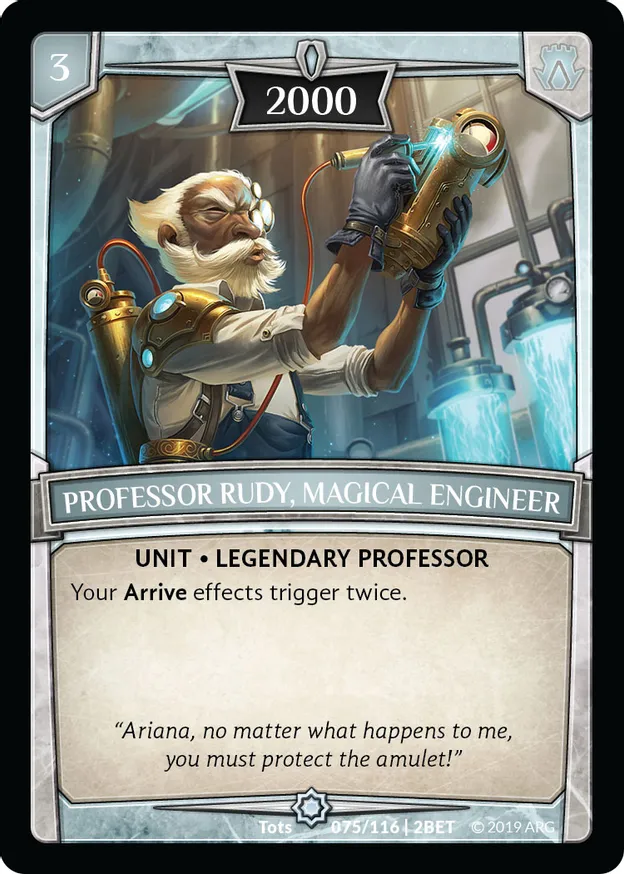 3
2000
PROFESSOR RUDY, MAGICAL ENGINEER
UNIT • LEGENDARY PROFESSOR
Your Arrive effects trigger twice.
“Ariana, no matter what happens to me,
you must protect the amulet!”
Tots 075/116 | 2BET © 2019 ARG